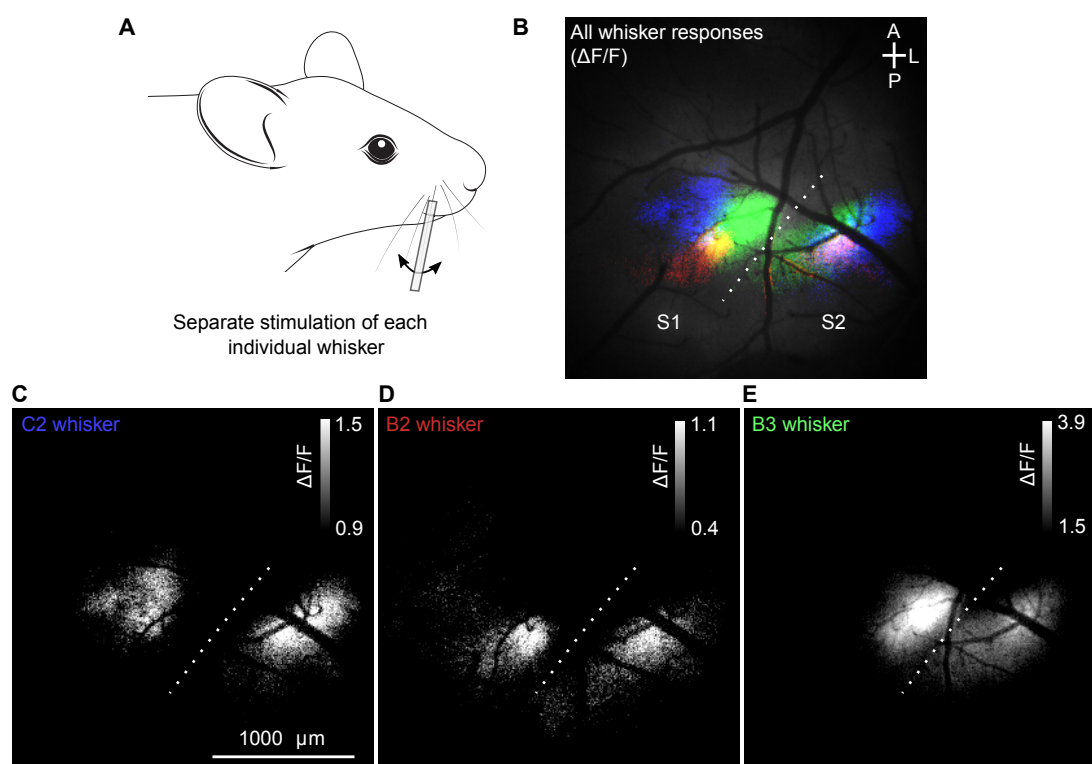 A
Separate stimulation of each
individual whisker
B
All whisker responses
(ΔF/F)
A
L
P
S1
S2
C
C2 whisker
1.5
ΔF/F
0.9
1000 μm
D
B2 whisker
1.1
ΔF/F
0.4
E
B3 whisker
3.9
ΔF/F
1.5